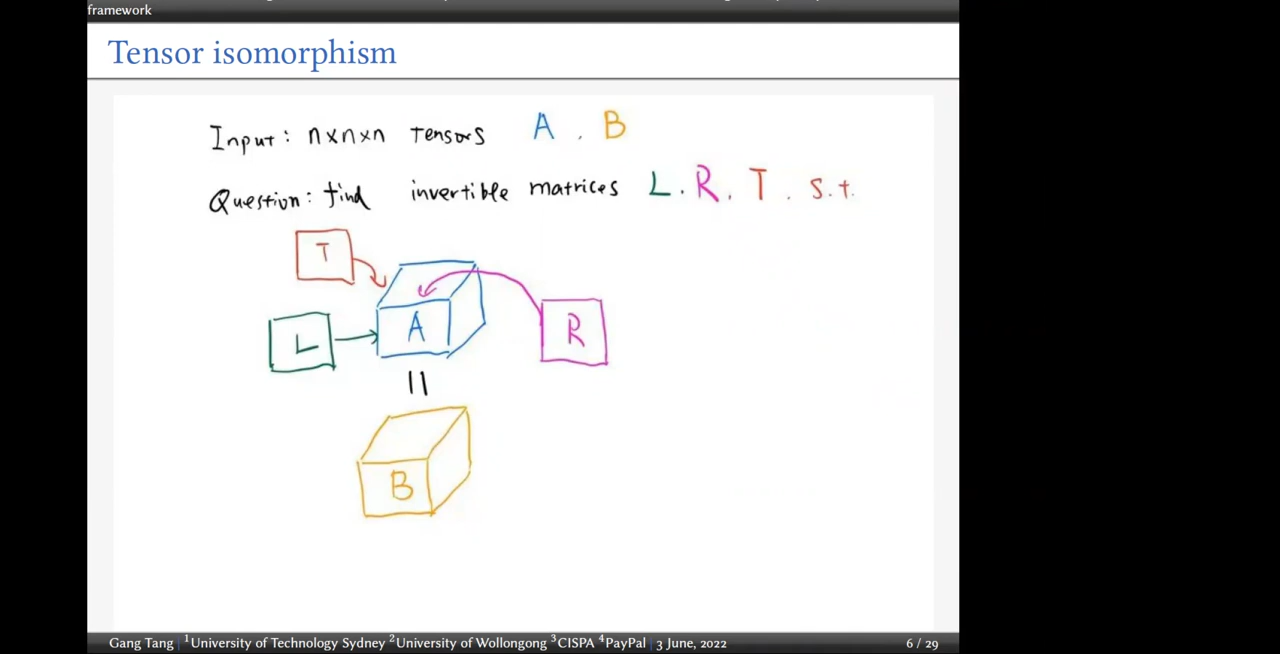 framework
Tensor isomorphism
Input: n×n×n tensors A, B
Question: find invertible matrices L. R. T. s.t.
T
L
A
R
=
B
Gang Tang | ¹University of Technology Sydney ²University of Wollongong ³CISPA ⁴PayPal | 3 June, 2022
6 / 29